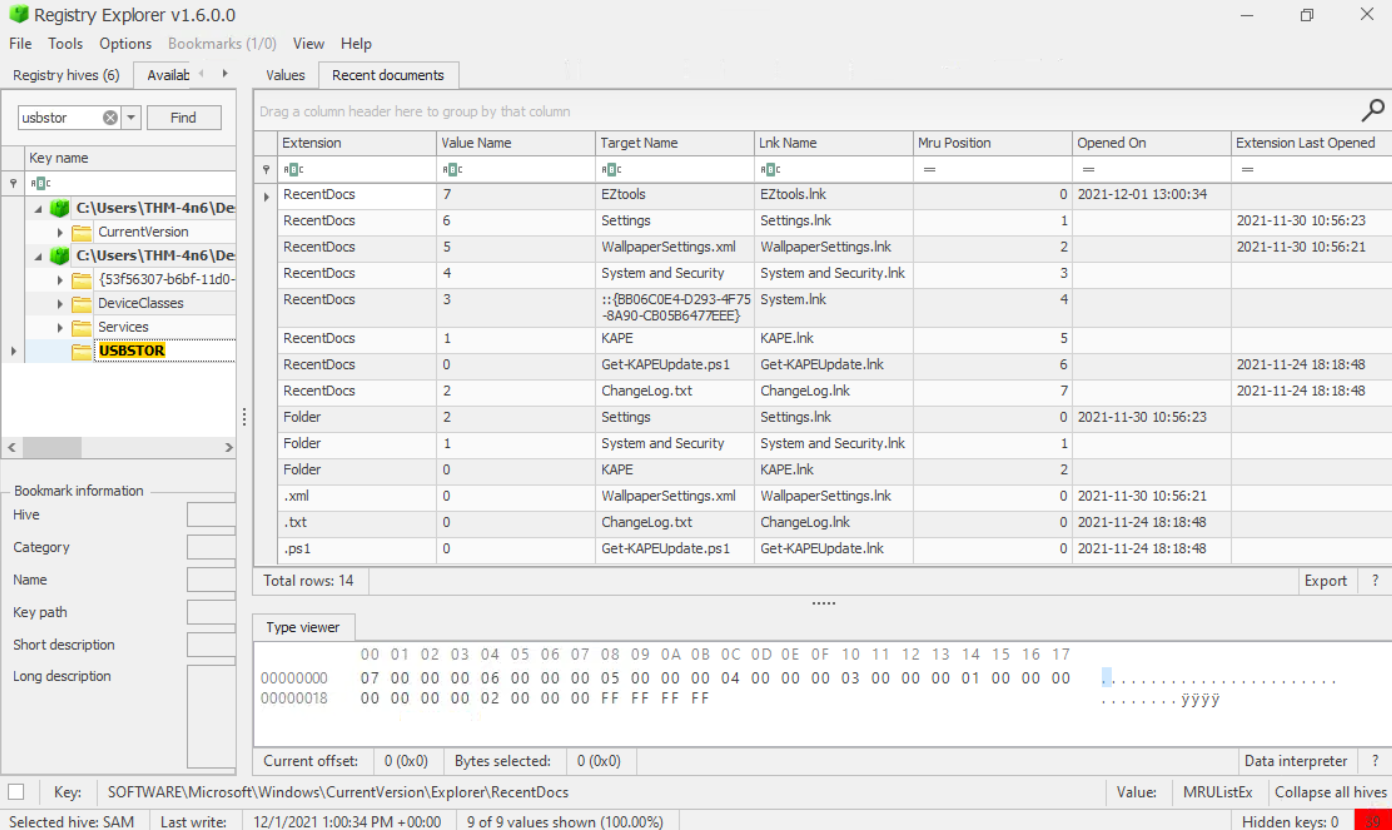 Registry Explorer v1.6.0.0
File Tools Options Bookmarks (1/0) View Help
Registry hives (6) Availab Values Recent documents
usbstor Find
Drag a column header here to group by that column
Key name
C:\Users\THM-4n6\De
CurrentVersion
C:\Users\THM-4n6\De
{53f56307-b6bf-11d0-
DeviceClasses
Services
USBSTOR
Extension Value Name Target Name Lnk Name Mru Position Opened On Extension Last Opened
RecentDocs 7 EZtools EZtools.lnk 0 2021-12-01 13:00:34
RecentDocs 6 Settings Settings.lnk 1 2021-11-30 10:56:23
RecentDocs 5 WallpaperSettings.xml WallpaperSettings.lnk 2 2021-11-30 10:56:21
RecentDocs 4 System and Security System and Security.lnk 3
RecentDocs 3 ::{BB06C0E4-D293-4F75 System.lnk 4
-8A90-CB05B6477EEE}
RecentDocs 1 KAPE KAPE.lnk 5
RecentDocs 0 Get-KAPEUpdate.ps1 Get-KAPEUpdate.lnk 6 2021-11-24 18:18:48
RecentDocs 2 ChangeLog.txt ChangeLog.lnk 7 2021-11-24 18:18:48
Folder 2 Settings Settings.lnk 0 2021-11-30 10:56:23
Folder 1 System and Security System and Security.lnk 1
Folder 0 KAPE KAPE.lnk 2
.xml 0 WallpaperSettings.xml WallpaperSettings.lnk 0 2021-11-30 10:56:21
.txt 0 ChangeLog.txt ChangeLog.lnk 0 2021-11-24 18:18:48
.ps1 0 Get-KAPEUpdate.ps1 Get-KAPEUpdate.lnk 0 2021-11-24 18:18:48
Total rows: 14 Export ?
Bookmark information
Hive
Category
Name
Key path
Short description
Long description
Type viewer
00 01 02 03 04 05 06 07 08 09 0A 0B 0C 0D 0E 0F 10 11 12 13 14 15 16 17
00000000 07 00 00 00 06 00 00 00 05 00 00 00 04 00 00 00 03 00 00 00 01 00 00 00 ........................
00000018 00 00 00 00 02 00 00 00 FF FF FF FF ........ÿÿÿÿ
Current offset: 0 (0x0) Bytes selected: 0 (0x0) Data interpreter ?
Key: SOFTWARE\Microsoft\Windows\CurrentVersion\Explorer\RecentDocs Value: MRUListEx Collapse all hives
Selected hive: SAM Last write: 12/1/2021 1:00:34 PM +00:00 9 of 9 values shown (100.00%) Hidden keys: 0 39